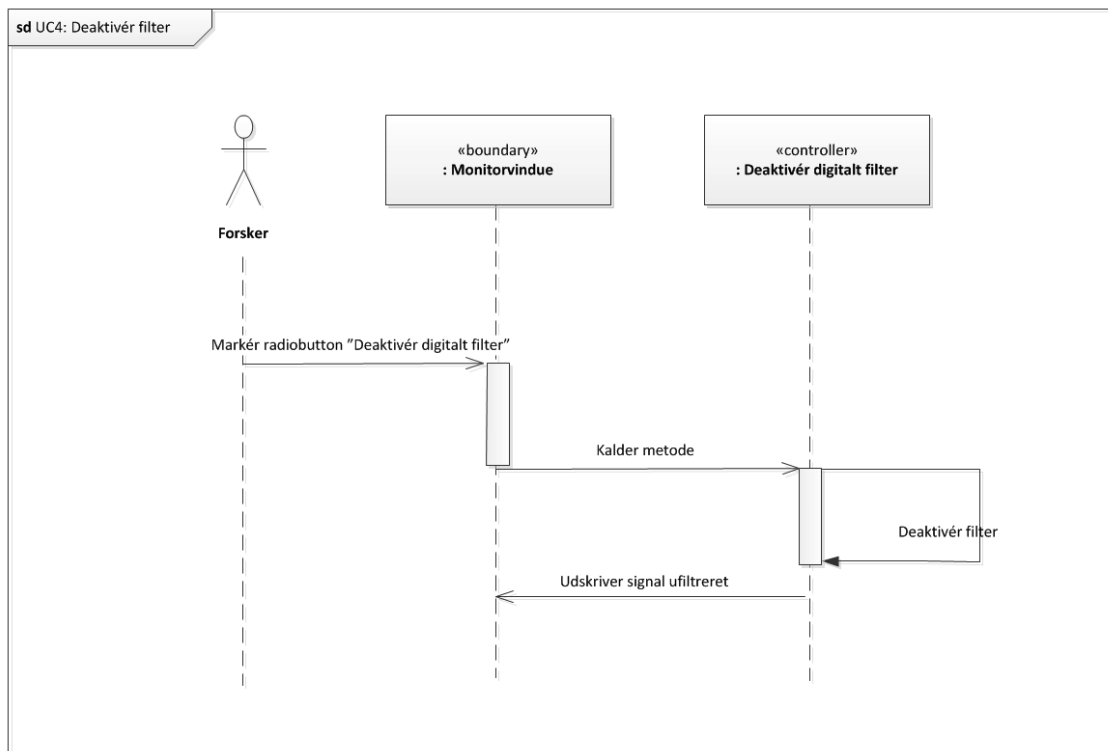 sd UC4: Deaktivér filter
«boundary»
: Monitorvindue
«controller»
: Deaktivér digitalt filter
Forsker
Markér radiobutton ”Deaktivér digitalt filter”
Kalder metode
Deaktivér filter
Udskriver signal ufiltreret